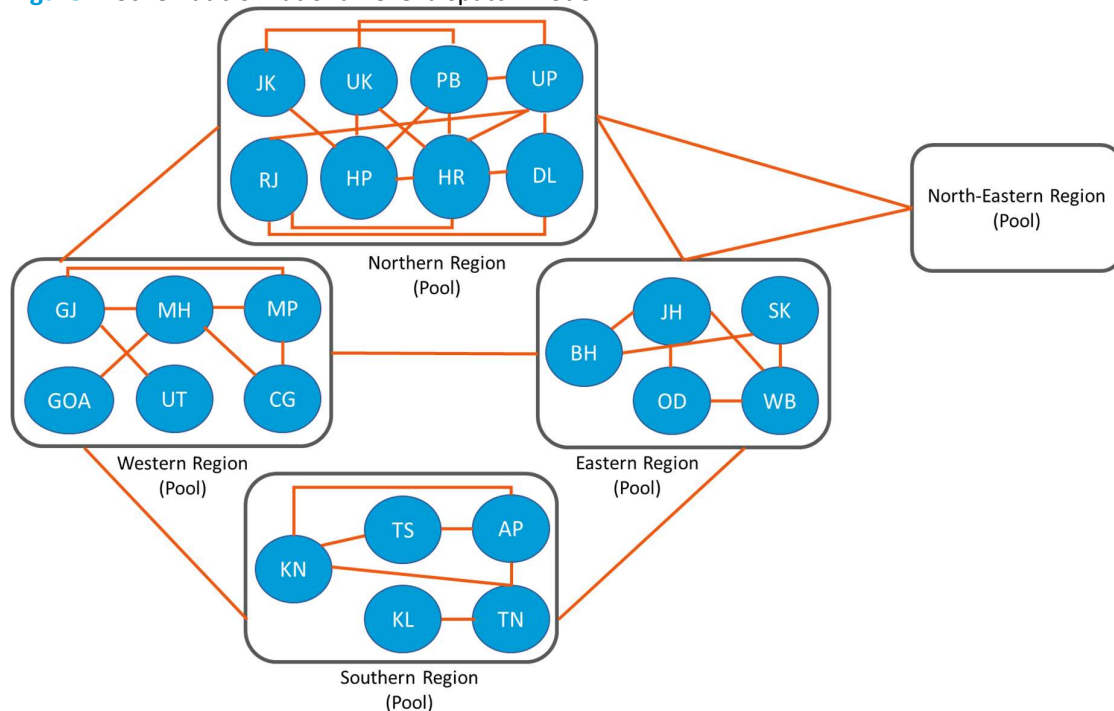 JK UK PB UP
RJ HP HR DL
North-Eastern Region
(Pool)
Northern Region
(Pool)
GJ MH MP
GOA UT CG
JH SK
BH
OD WB
Western Region
(Pool)
Eastern Region
(Pool)
TS AP
KN
KL TN
Southern Region
(Pool)